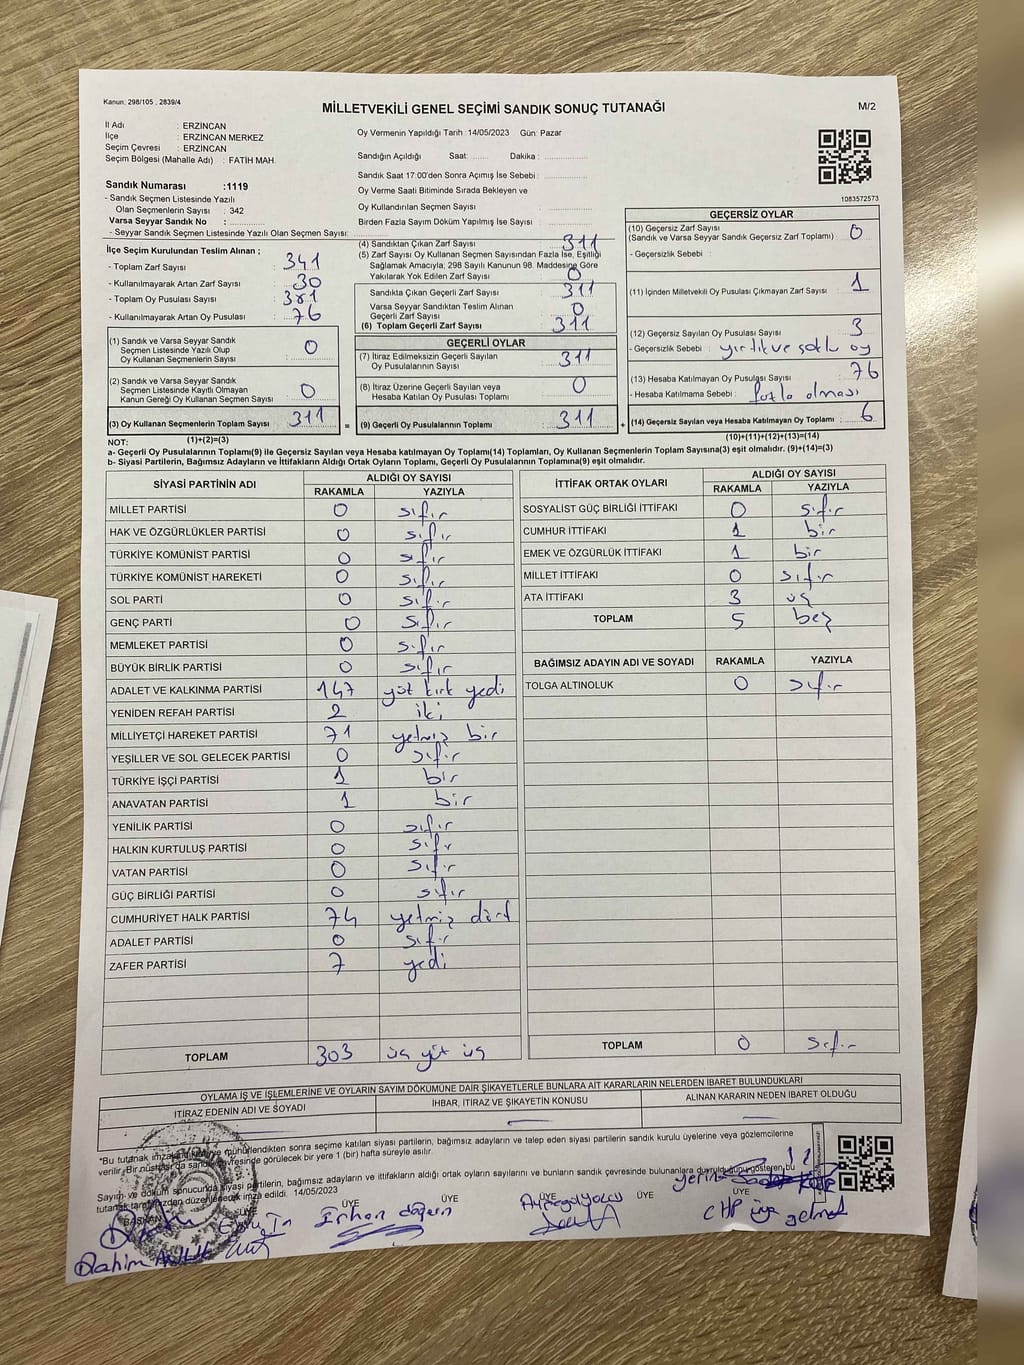 Kanun: 298/105 , 2839/4
MİLLETVEKİLİ GENEL SEÇİMİ SANDIK SONUÇ TUTANAĞI
M/2
İl Adı : ERZİNCAN
İlçe : ERZİNCAN MERKEZ
Seçim Çevresi : ERZİNCAN
Seçim Bölgesi (Mahalle Adı) : FATİH MAH.
Oy Vermenin Yapıldığı Tarih :14/05/2023 Gün: Pazar
Sandığın Açıldığı Saat: Dakika :
Sandık Saat 17:00'den Sonra Açımış İse Sebebi :
Oy Verme Saati Bitiminde Sırada Bekleyen ve
Oy Kullandırılan Seçmen Sayısı
Birden Fazla Sayım Döküm Yapılmış İse Sayısı :
1083572573
Sandık Numarası :1119
- Sandık Seçmen Listesinde Yazılı
Olan Seçmenlerin Sayısı : 342
Varsa Seyyar Sandık No :
- Seyyar Sandık Seçmen Listesinde Yazılı Olan Seçmen Sayısı:
İlçe Seçim Kurulundan Teslim Alınan ;
- Toplam Zarf Sayısı : 341
- Kullanılmayarak Artan Zarf Sayısı : 30
- Toplam Oy Pusulası Sayısı : 381
- Kullanılmayarak Artan Oy Pusulası : 76
(1) Sandık ve Varsa Seyyar Sandık
Seçmen Listesinde Yazılı Olup
Oy Kullanan Seçmenlerin Sayısı : 0
(2) Sandık ve Varsa Seyyar Sandık
Seçmen Listesinde Kayıtlı Olmayan
Kanun Gereği Oy Kullanan Seçmen Sayısı : 0
(3) Oy Kullanan Seçmenlerin Toplam Sayısı : 311
(4) Sandıktan Çıkan Zarf Sayısı : 311
(5) Zarf Sayısı Oy Kullanan Seçmen Sayısından Fazla İse, Eşitliği
Sağlamak Amacıyla; 298 Sayılı Kanunun 98. Maddesine Göre
Yakılarak Yok Edilen Zarf Sayısı : 0
Sandıkta Çıkan Geçerli Zarf Sayısı : 311
Varsa Seyyar Sandıktan Teslim Alınan
Geçerli Zarf Sayısı : 0
(6) Toplam Geçerli Zarf Sayısı : 311
GEÇERLİ OYLAR
(7) İtiraz Edilmeksizin Geçerli Sayılan
Oy Pusulasının Sayısı : 311
(8) İtiraz Üzerine Geçerli Sayılan veya
Hesaba Katılan Oy Pusulası Toplamı : 0
= (9) Geçerli Oy Pusulalarının Toplamı : 311
GEÇERSİZ OYLAR
(10) Geçersiz Zarf Sayısı
(Sandık ve Varsa Seyyar Sandık Geçersiz Zarf Toplamı) : 0
- Geçersizlik Sebebi :
(11) İçinden Milletvekili Oy Pusulası Çıkmayan Zarf Sayısı : 1
(12) Geçersiz Sayılan Oy Pusulası Sayısı : 3
- Geçersizlik Sebebi : yırtık ve saklı oy
(13) Hesaba Katılmayan Oy Pusulası Sayısı : 76
- Hesaba Katılmama Sebebi : fazla olması
+ (14) Geçersiz Sayılan veya Hesaba Katılmayan Oy Toplamı : 6
NOT: (1)+(2)=(3)
(10)+(11)+(12)+(13)=(14)
a- Geçerli Oy Pusulalarının Toplamı(9) ile Geçersiz Sayılan veya Hesaba katılmayan Oy Toplamı(14) Toplamları, Oy Kullanan Seçmenlerin Toplam Sayısına(3) eşit olmalıdır. (9)+(14)=(3)
b- Siyasi Partilerin, Bağımsız Adayların ve İttifakların Aldığı Ortak Oyların Toplamı, Geçerli Oy Pusulalarının Toplamına(9) eşit olmalıdır.
SİYASİ PARTİNİN ADI ALDIĞI OY SAYISI
RAKAMLA YAZIYLA
MİLLET PARTİSİ 0 sıfır
HAK VE ÖZGÜRLÜKLER PARTİSİ 0 sıfır
TÜRKİYE KOMÜNİST PARTİSİ 0 sıfır
TÜRKİYE KOMÜNİST HAREKETİ 0 sıfır
SOL PARTİ 0 sıfır
GENÇ PARTİ 0 sıfır
MEMLEKET PARTİSİ 0 sıfır
BÜYÜK BİRLİK PARTİSİ 0 sıfır
ADALET VE KALKINMA PARTİSİ 147 yüz kırk yedi
YENİDEN REFAH PARTİSİ 2 iki
MİLLİYETÇİ HAREKET PARTİSİ 71 yetmiş bir
YEŞİLLER VE SOL GELECEK PARTİSİ 0 sıfır
TÜRKİYE İŞÇİ PARTİSİ 1 bir
ANAVATAN PARTİSİ 1 bir
YENİLİK PARTİSİ 0 sıfır
HALKIN KURTULUŞ PARTİSİ 0 sıfır
VATAN PARTİSİ 0 sıfır
GÜÇ BİRLİĞİ PARTİSİ 0 sıfır
CUMHURİYET HALK PARTİSİ 74 yetmiş dört
ADALET PARTİSİ 0 sıfır
ZAFER PARTİSİ 7 yedi
TOPLAM 303 üç yüz üç
İTTİFAK ORTAK OYLARI ALDIĞI OY SAYISI
RAKAMLA YAZIYLA
SOSYALİST GÜÇ BİRLİĞİ İTTİFAKI 0 sıfır
CUMHUR İTTİFAKI 1 bir
EMEK VE ÖZGÜRLÜK İTTİFAKI 1 bir
MİLLET İTTİFAKI 0 sıfır
ATA İTTİFAKI 3 üç
TOPLAM 5 beş
BAĞIMSIZ ADAYIN ADI VE SOYADI RAKAMLA YAZIYLA
TOLGA ALTINOLUK 0 sıfır
TOPLAM 0 sıfır
OYLAMA İŞ VE İŞLEMLERİNE VE OYLARIN SAYIM DÖKÜMÜNE DAİR ŞİKAYETLERLE BUNLARA AİT KARARLARIN NELERDEN İBARET BULUNDUKLARI
İTİRAZ EDENİN ADI VE SOYADI İHBAR, İTİRAZ VE ŞİKAYETİN KONUSU ALINAN KARARIN NEDEN İBARET OLDUĞU
*Bu tutanak imzalanıp mühürlendikten sonra seçime katılan siyasi partilerin, bağımsız adayların ve talep eden siyasi partilerin sandık kurulu üyelerine veya gözlemcilerine
verilir. Bir nüshası da sandık çevresinde görülecek bir yere 1 (bir) hafta süreyle asılır.
Sayım ve döküm sonucunda siyasi partilerin, bağımsız adayların ve ittifakların aldığı ortak oyların sayılarını ve bunların sandık çevresinde bulunanlara duyurulduğunu gösteren bu
tutanak tarafımızdan düzenlenerek imza edildi. 14/05/2023
BAŞKAN ÜYE ÜYE ÜYE ÜYE ÜYE ÜYE
Erhan
CHP üye gelmedi